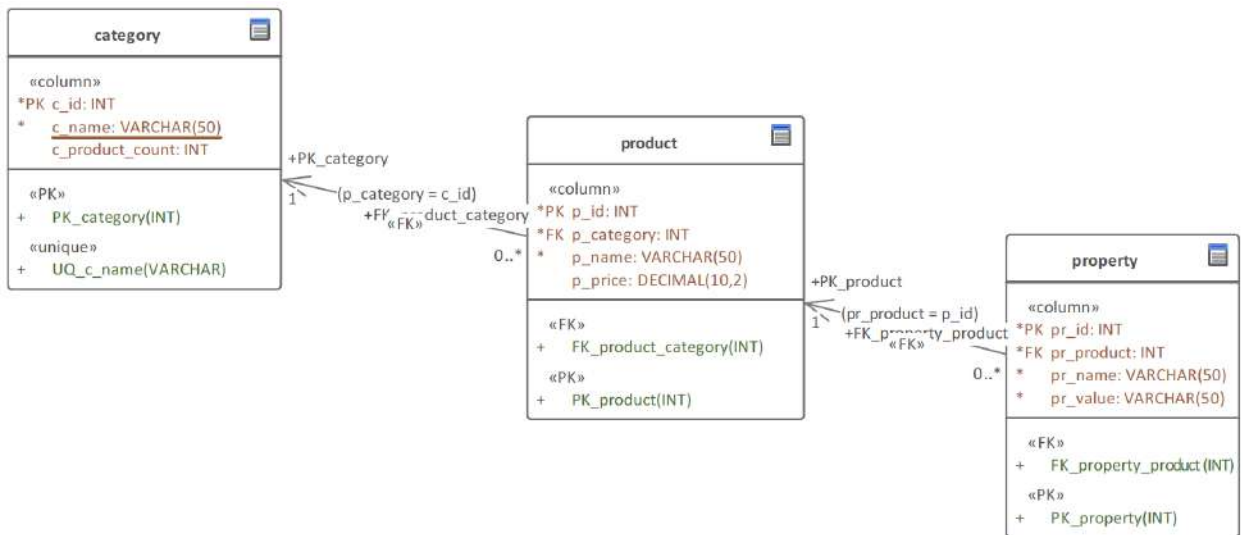 category
«column»
*PK c_id: INT
* c_name: VARCHAR(50)
c_product_count: INT
«PK»
+ PK_category(INT)
«unique»
+ UQ_c_name(VARCHAR)
+PK_category
1
(p_category = c_id)
«FK»
0..*
product
«column»
*PK p_id: INT
*FK p_category: INT
* p_name: VARCHAR(50)
p_price: DECIMAL(10,2)
«FK»
+ FK_product_category(INT)
«PK»
+ PK_product(INT)
+PK_product
1
(pr_product = p_id)
+FK_property_product
«FK»
0..*
property
«column»
*PK pr_id: INT
*FK pr_product: INT
* pr_name: VARCHAR(50)
* pr_value: VARCHAR(50)
«FK»
+ FK_property_product(INT)
«PK»
+ PK_property(INT)